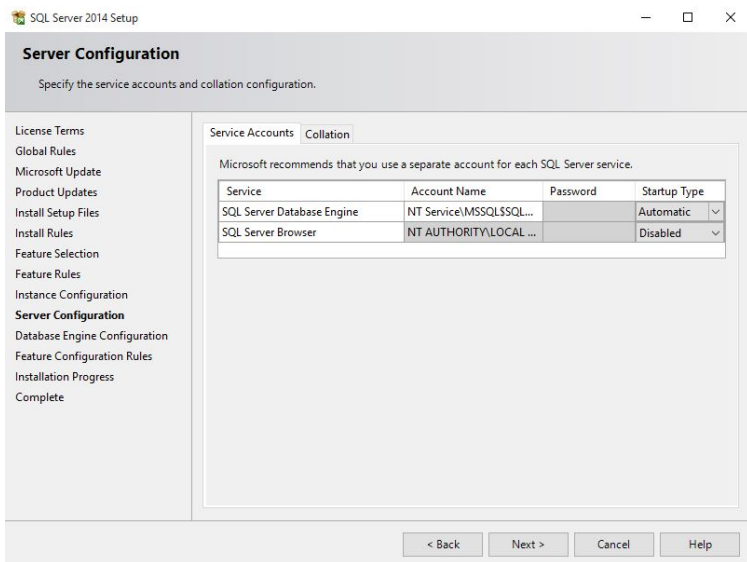 SQL Server 2014 Setup
Server Configuration
Specify the service accounts and collation configuration.
License Terms
Global Rules
Microsoft Update
Product Updates
Install Setup Files
Install Rules
Feature Selection
Feature Rules
Instance Configuration
Server Configuration
Database Engine Configuration
Feature Configuration Rules
Installation Progress
Complete
Service Accounts Collation
Microsoft recommends that you use a separate account for each SQL Server service.
Service Account Name Password Startup Type
SQL Server Database Engine NT Service\MSSQL$SQL... Automatic
SQL Server Browser NT AUTHORITY\LOCAL ... Disabled
< Back Next > Cancel Help